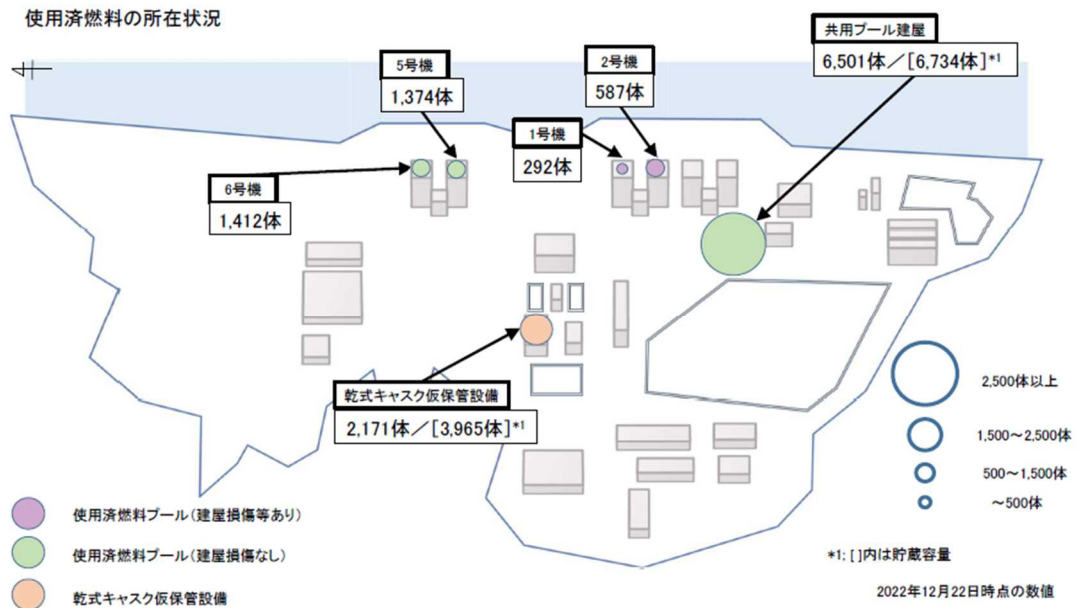 使用済燃料の所在状況
共用プール建屋
6,501体／[6,734体]*1
5号機
1,374体
2号機
587体
1号機
292体
6号機
1,412体
乾式キャスク仮保管設備
2,171体／[3,965体]*1
2,500体以上
1,500～2,500体
500～1,500体
～500体
使用済燃料プール（建屋損傷等あり）
使用済燃料プール（建屋損傷なし）
乾式キャスク仮保管設備
*1; [ ]内は貯蔵容量
2022年12月22日時点の数値